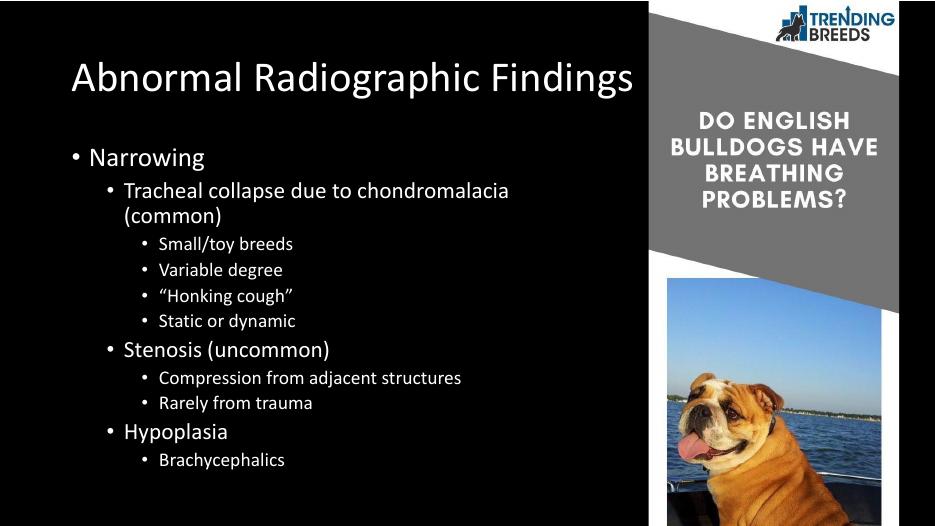 Abnormal Radiographic Findings
• Narrowing
• Tracheal collapse due to chondromalacia
(common)
• Small/toy breeds
• Variable degree
• “Honking cough”
• Static or dynamic
• Stenosis (uncommon)
• Compression from adjacent structures
• Rarely from trauma
• Hypoplasia
• Brachycephalics
TRENDING
BREEDS
DO ENGLISH
BULLDOGS HAVE
BREATHING
PROBLEMS?